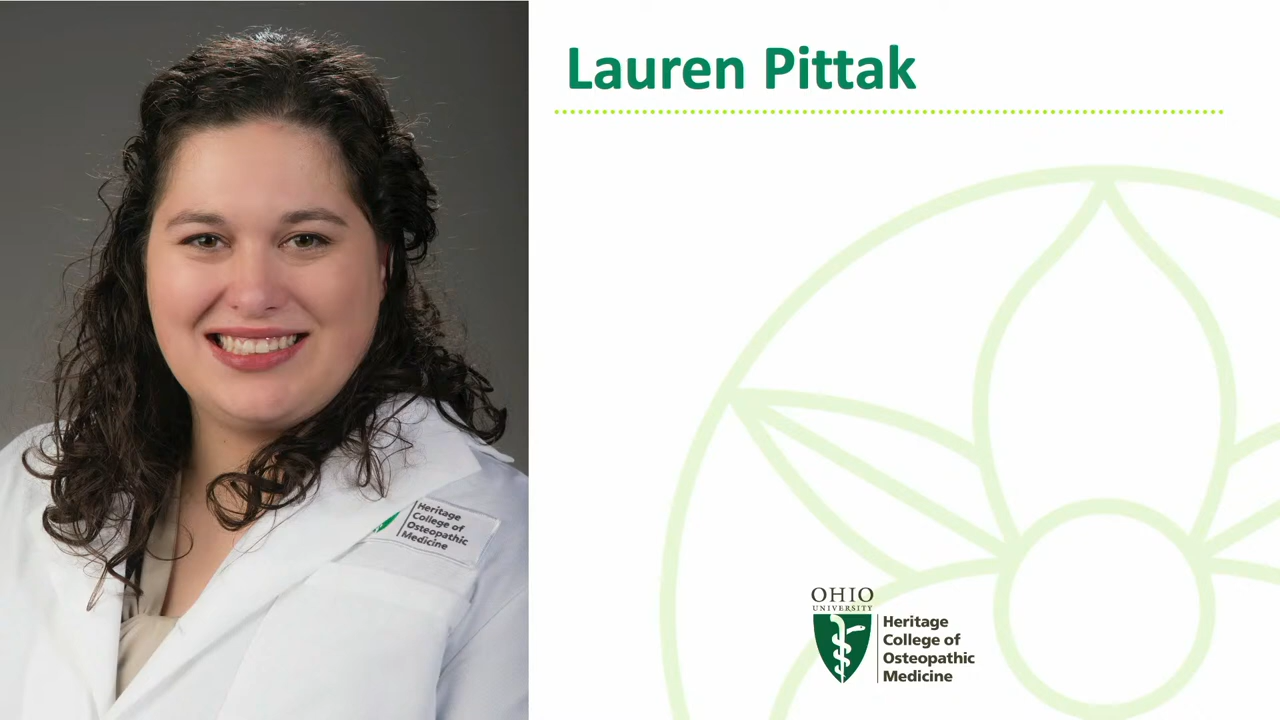 Lauren Pittak
Heritage
College of
Osteopathic
Medicine
OHIO
UNIVERSITY
Heritage
College of
Osteopathic
Medicine